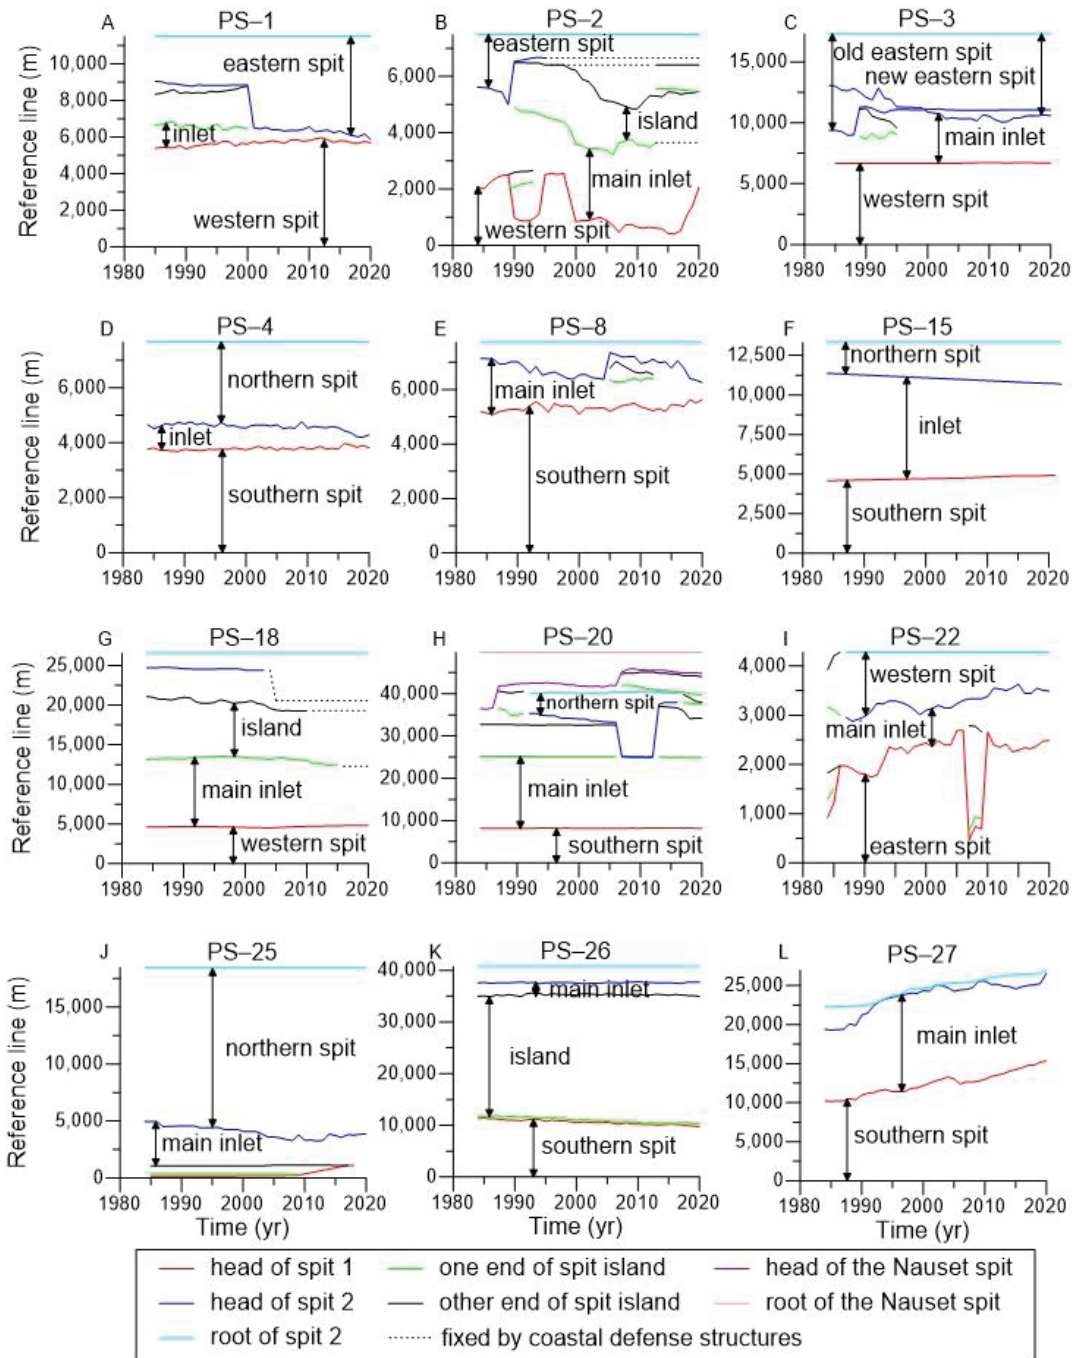 A PS–1 B PS–2 C PS–3
Reference line (m)
10,000
8,000
6,000
4,000
2,000
0
eastern spit
inlet
western spit
1980 1990 2000 2010 2020
6,000
4,000
2,000
0
eastern spit
island
main inlet
western spit
1980 1990 2000 2010 2020
15,000
10,000
5,000
0
old eastern spit
new eastern spit
main inlet
western spit
1980 1990 2000 2010 2020
D PS–4 E PS–8 F PS–15
Reference line (m)
6,000
4,000
2,000
0
northern spit
inlet
southern spit
1980 1990 2000 2010 2020
6,000
4,000
2,000
0
main inlet
southern spit
1980 1990 2000 2010 2020
12,500
10,000
7,500
5,000
2,500
0
northern spit
inlet
southern spit
1980 1990 2000 2010 2020
G PS–18 H PS–20 I PS–22
Reference line (m)
25,000
20,000
15,000
10,000
5,000
0
island
main inlet
western spit
1980 1990 2000 2010 2020
40,000
30,000
20,000
10,000
0
northern spit
main inlet
southern spit
1980 1990 2000 2010 2020
4,000
3,000
2,000
1,000
0
western spit
main inlet
eastern spit
1980 1990 2000 2010 2020
J PS–25 K PS–26 L PS–27
Reference line (m)
15,000
10,000
5,000
0
northern spit
main inlet
1980 1990 2000 2010 2020
Time (yr)
40,000
30,000
20,000
10,000
0
main inlet
island
southern spit
1980 1990 2000 2010 2020
Time (yr)
25,000
20,000
15,000
10,000
5,000
0
main inlet
southern spit
1980 1990 2000 2010 2020
Time (yr)
head of spit 1 one end of spit island head of the Nauset spit
head of spit 2 other end of spit island root of the Nauset spit
root of spit 2 fixed by coastal defense structures